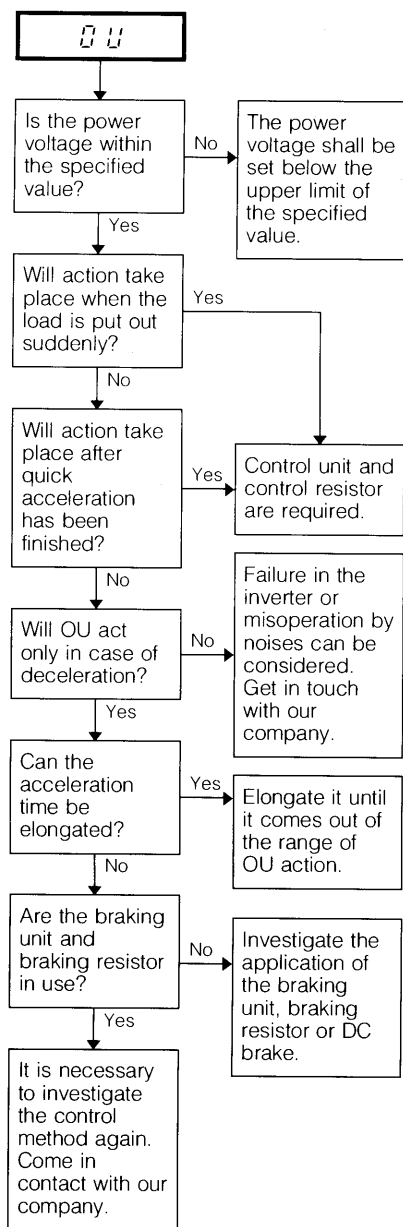 OU
Is the power
voltage within
the specified
value?
No
The power
voltage shall be
set below the
upper limit of
the specified
value.
Yes
Will action take
place when the
load is put out
suddenly?
Yes
No
Will action take
place after
quick
acceleration
has been
finished?
Yes
Control unit and
control resistor
are required.
No
Will OU act
only in case of
deceleration?
No
Failure in the
inverter or
misoperation by
noises can be
considered.
Get in touch
with our
company.
Yes
Can the
acceleration
time be
elongated?
Yes
Elongate it until
it comes out of
the range of
OU action.
No
Are the braking
unit and
braking resistor
in use?
No
Investigate the
application of
the braking
unit, braking
resistor or DC
brake.
Yes
It is necessary
to investigate
the control
method again.
Come in
contact with our
company.